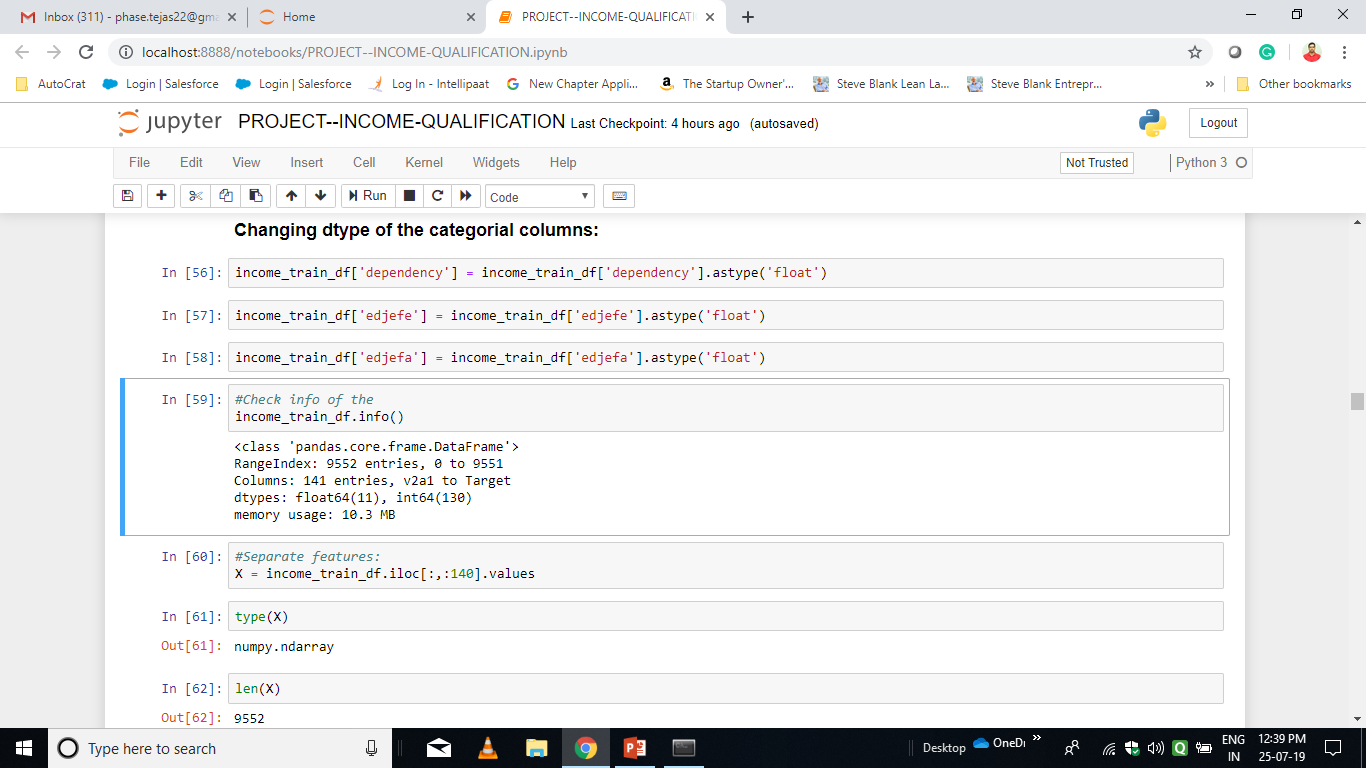 Inbox (311) - phase.tejas22@gma
Home
PROJECT--INCOME-QUALIFICATI
localhost:8888/notebooks/PROJECT--INCOME-QUALIFICATION.ipynb
AutoCrat
Login | Salesforce
Login | Salesforce
Log In - Intellipaat
New Chapter Appli...
The Startup Owner'...
Steve Blank Lean La...
Steve Blank Entrepr...
»
Other bookmarks
jupyter PROJECT--INCOME-QUALIFICATION Last Checkpoint: 4 hours ago (autosaved)
Logout
File Edit View Insert Cell Kernel Widgets Help
Not Trusted
Python 3
Run
Code
Changing dtype of the categorial columns:
In [56]: income_train_df['dependency'] = income_train_df['dependency'].astype('float')
In [57]: income_train_df['edjefe'] = income_train_df['edjefe'].astype('float')
In [58]: income_train_df['edjefa'] = income_train_df['edjefa'].astype('float')
In [59]: #Check info of the
income_train_df.info()
<class 'pandas.core.frame.DataFrame'>
RangeIndex: 9552 entries, 0 to 9551
Columns: 141 entries, v2a1 to Target
dtypes: float64(11), int64(130)
memory usage: 10.3 MB
In [60]: #Separate features:
X = income_train_df.iloc[:,:140].values
In [61]: type(X)
Out[61]: numpy.ndarray
In [62]: len(X)
Out[62]: 9552
Type here to search
Desktop
OneDr
»
ENG
IN
12:39 PM
25-07-19